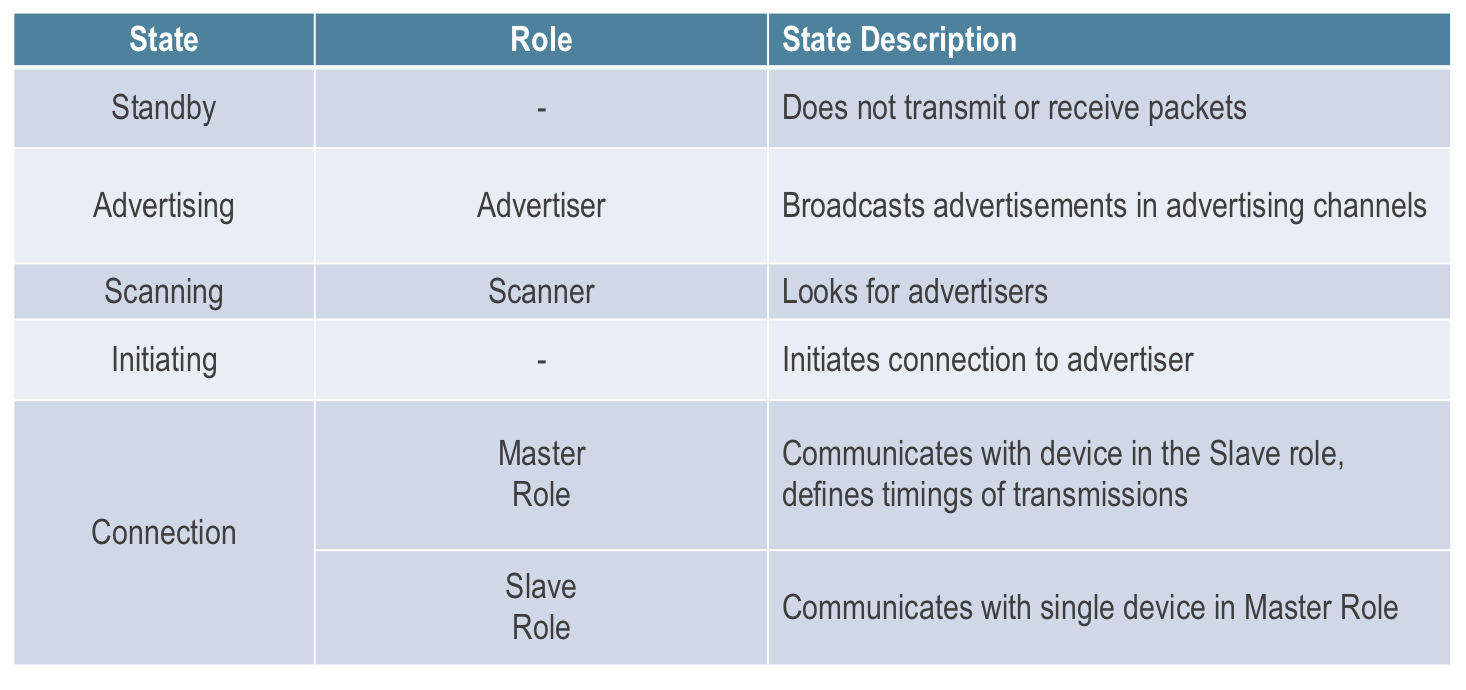 State Role State Description
Standby - Does not transmit or receive packets
Advertising Advertiser Broadcasts advertisements in advertising channels
Scanning Scanner Looks for advertisers
Initiating - Initiates connection to advertiser
Connection
Master
Role
Communicates with device in the Slave role,
defines timings of transmissions
Slave
Role
Communicates with single device in Master Role